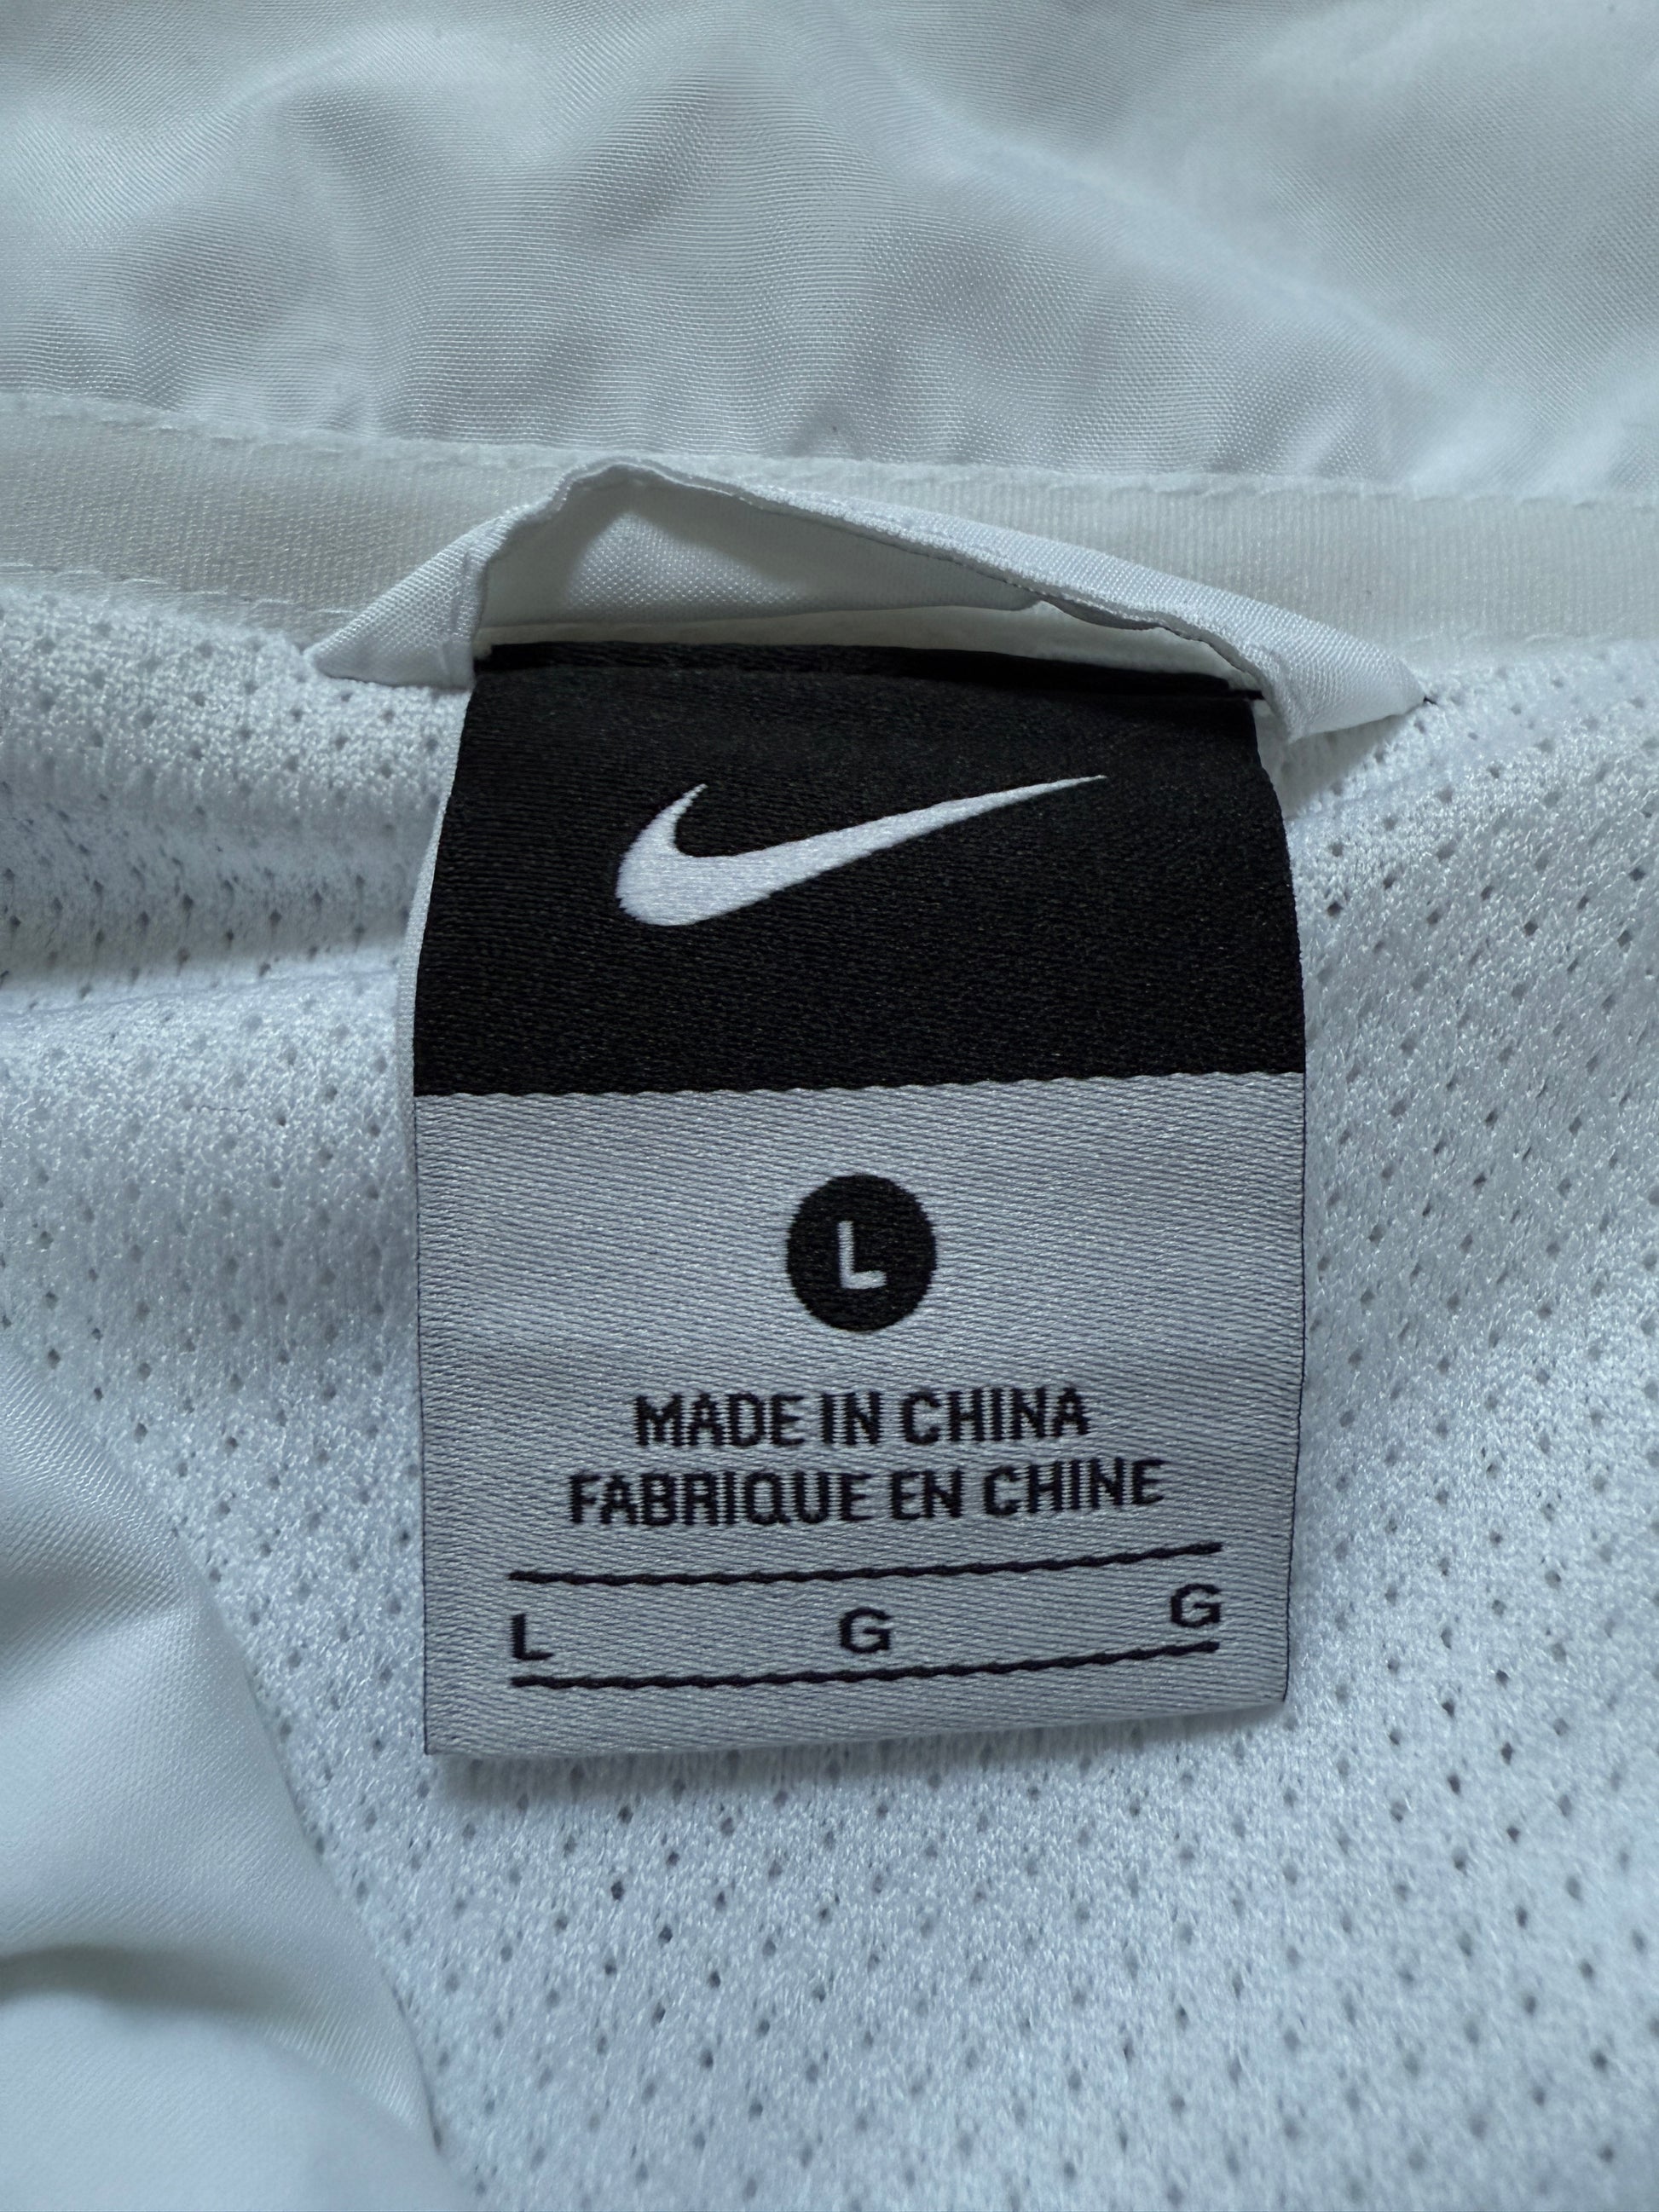 L
MADE IN CHINA
FABRIQUE EN CHINE
L G G